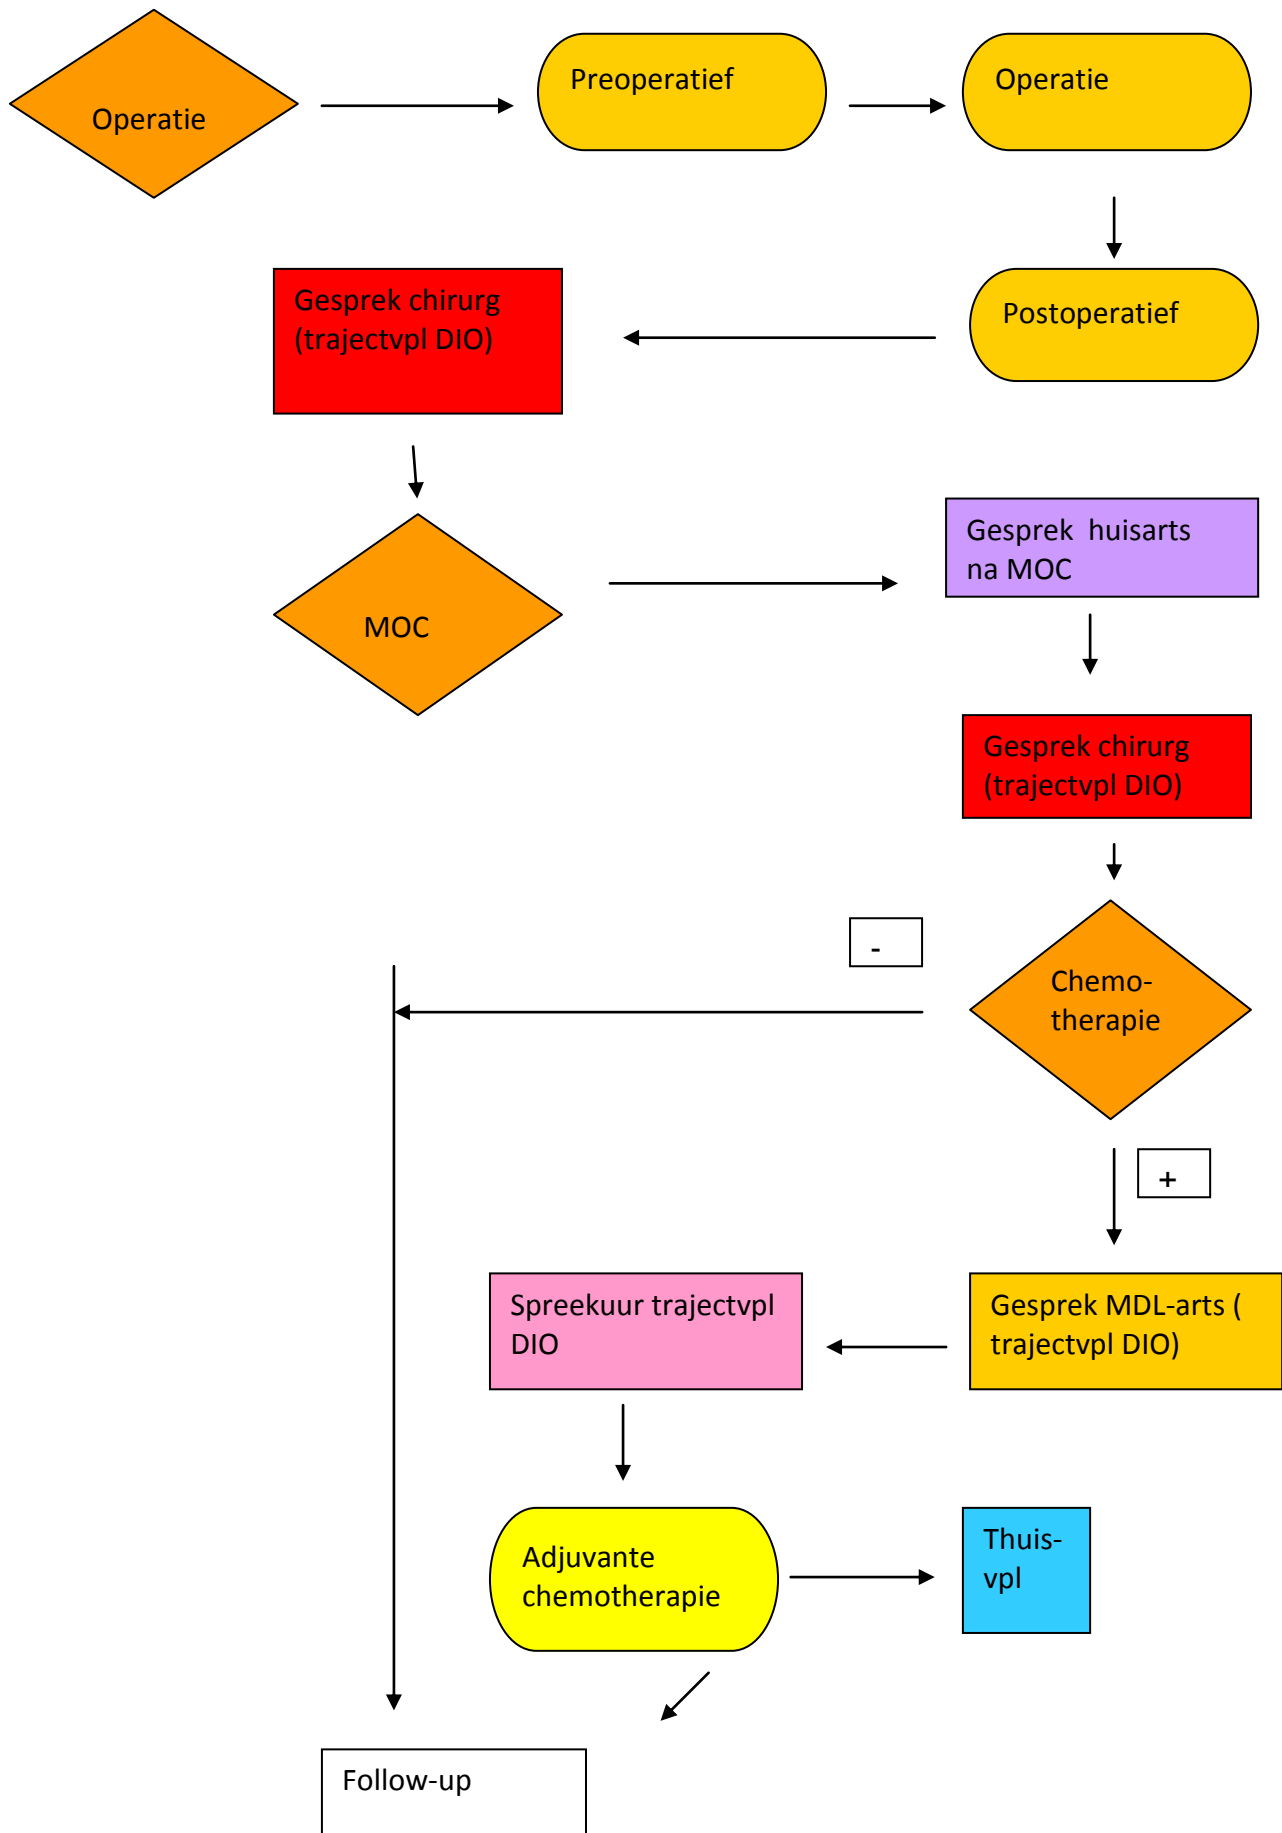 Operatie
Preoperatief
Operatie
Postoperatief
Gesprek chirurg
(trajectvpl DIO)
MOC
Gesprek  huisarts
na MOC
Gesprek chirurg
(trajectvpl DIO)
Chemo-
therapie
-
+
Gesprek MDL-arts (
trajectvpl DIO)
Spreekuur trajectvpl
DIO
Adjuvante
chemotherapie
Thuis-
vpl
Follow-up